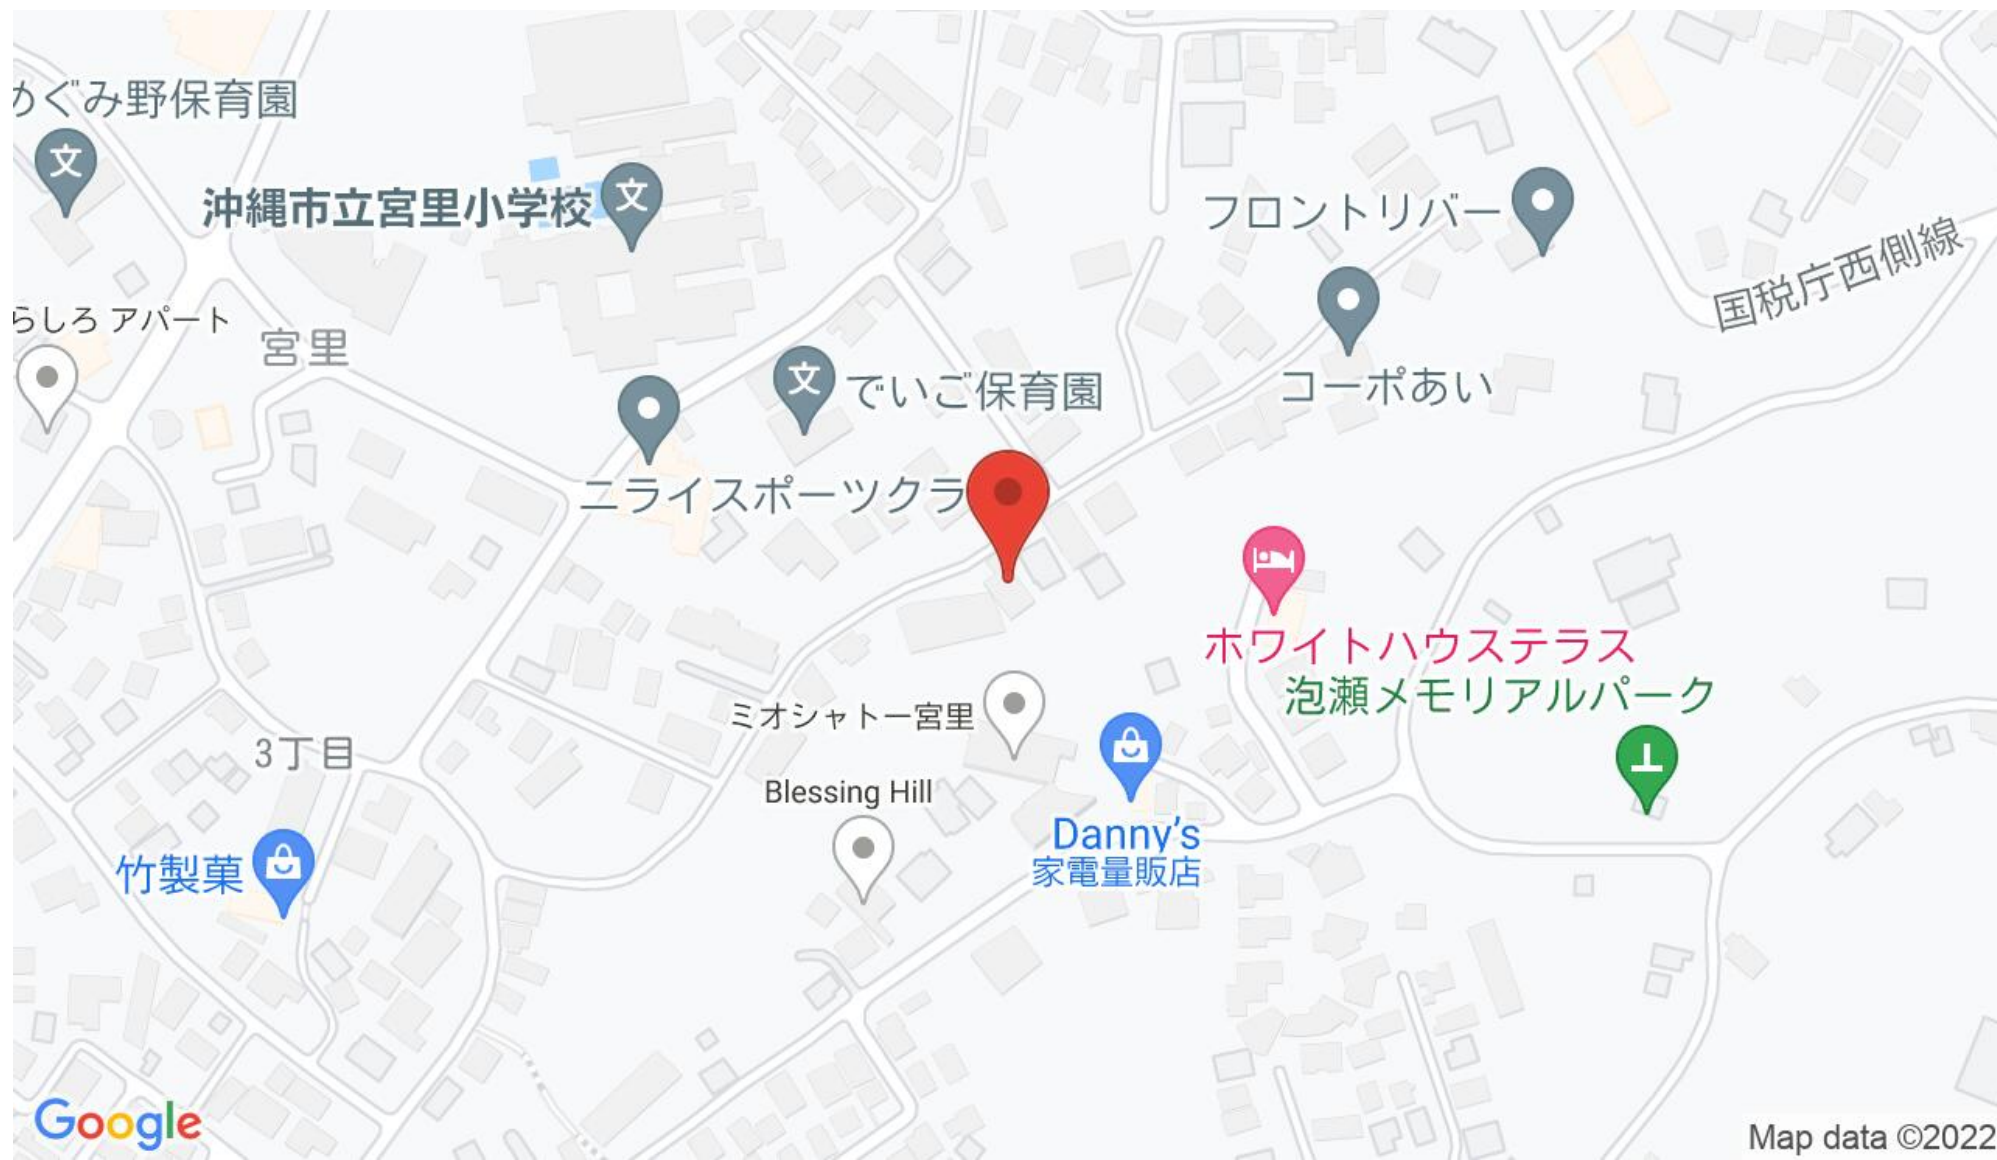 めぐみ野保育園
文
文
沖縄市立宮里小学校
フロントリバー
国税庁西側線
らしろ アパート
宮里
文
でいご保育園
コーポあい
ニライスポーツクラ
ホワイトハウステラス
泡瀬メモリアルパーク
ミオシャトー宮里
3丁目
Blessing Hill
Danny's
家電量販店
竹製菓
Google
Map data ©2022